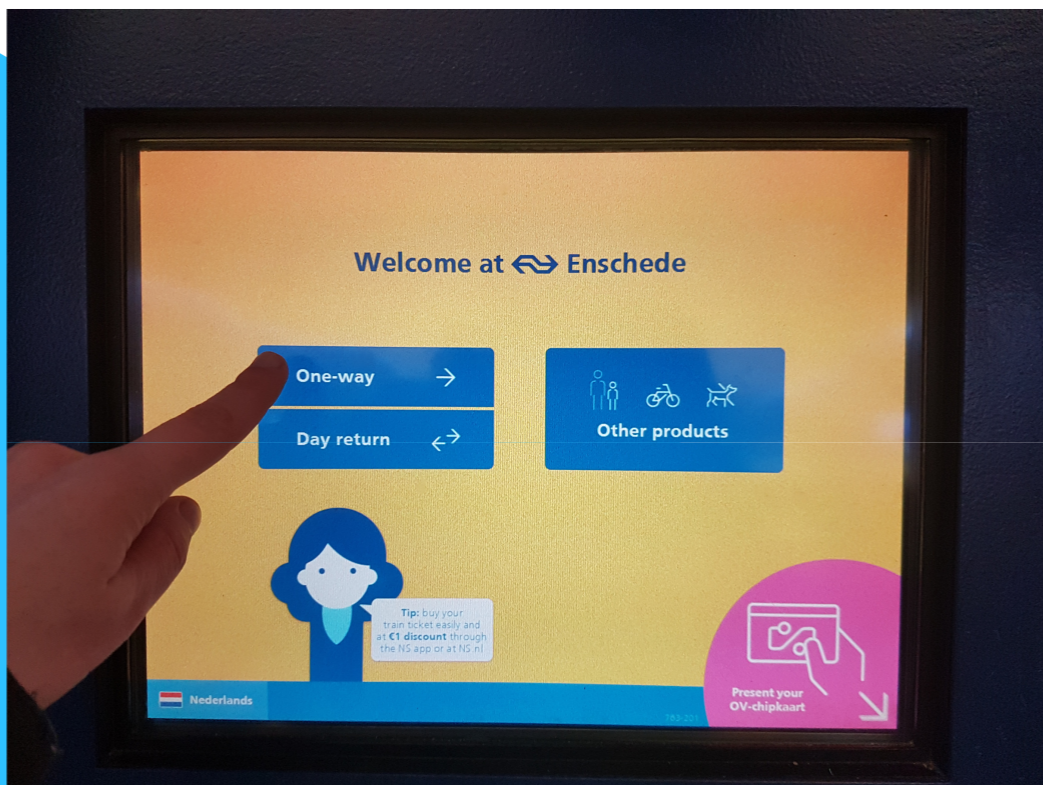 Welcome at Enschede
One-way
Day return
Other products
Tip: buy your
train ticket easily and
at €1 discount through
the NS app or at NS.nl
Nederlands
Present your
OV-chipkaart